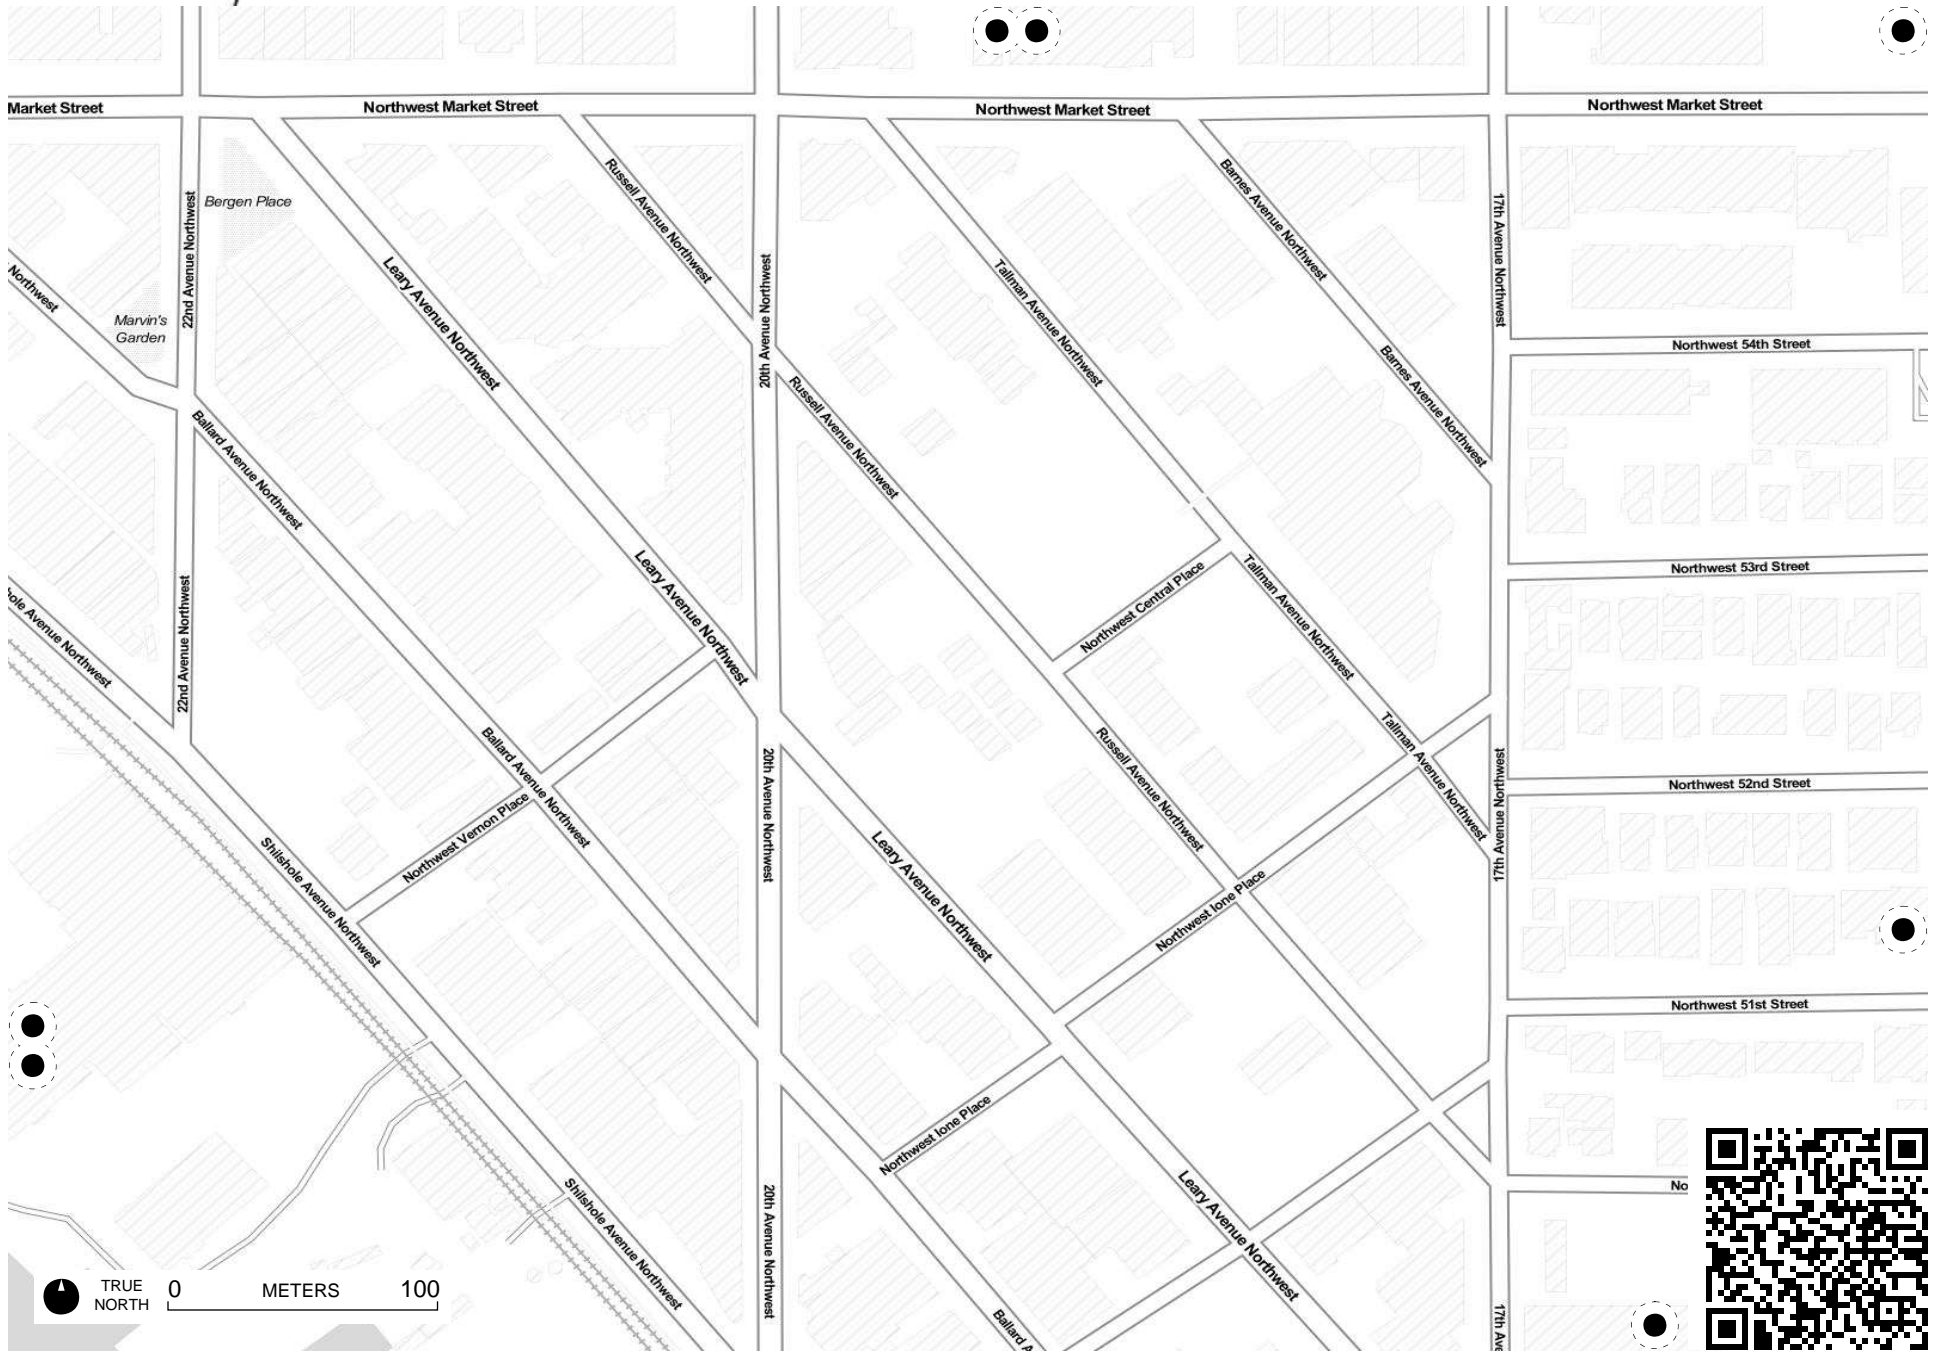 Market Street
Northwest Market Street
Northwest Market Street
Northwest Market Street
Russell Avenue Northwest
Barnes Avenue Northwest
Bergen Place
22nd Avenue Northwest
17th Avenue Northwest
Northwest
Leary Avenue Northwest
20th Avenue Northwest
Tallman Avenue Northwest
Marvin's
Garden
Northwest 54th Street
Barnes Avenue Northwest
Russell Avenue Northwest
Ballard Avenue Northwest
Leary Avenue Northwest
Northwest Central Place
Tallman Avenue Northwest
Northwest 53rd Street
hole Avenue Northwest
22nd Avenue Northwest
Ballard Avenue Northwest
Russell Avenue Northwest
Tallman Avenue Northwest
20th Avenue Northwest
17th Avenue Northwest
Northwest 52nd Street
Northwest Vernon Place
Shilshole Avenue Northwest
Leary Avenue Northwest
Northwest Ione Place
Northwest 51st Street
Northwest Ione Place
Shilshole Avenue Northwest
20th Avenue Northwest
Leary Avenue Northwest
No
TRUE
NORTH
0 METERS 100
Ballard A
17th Ave